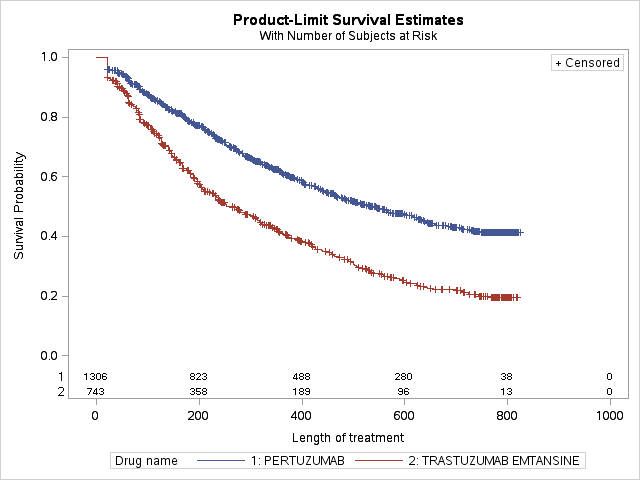 Product-Limit Survival Estimates
With Number of Subjects at Risk
+ Censored
Survival Probability
1.0
0.8
0.6
0.4
0.2
0.0
1 1306 823 488 280 38 0
2 743 358 189 96 13 0
0 200 400 600 800 1000
Length of treatment
Drug name 1: PERTUZUMAB 2: TRASTUZUMAB EMTANSINE